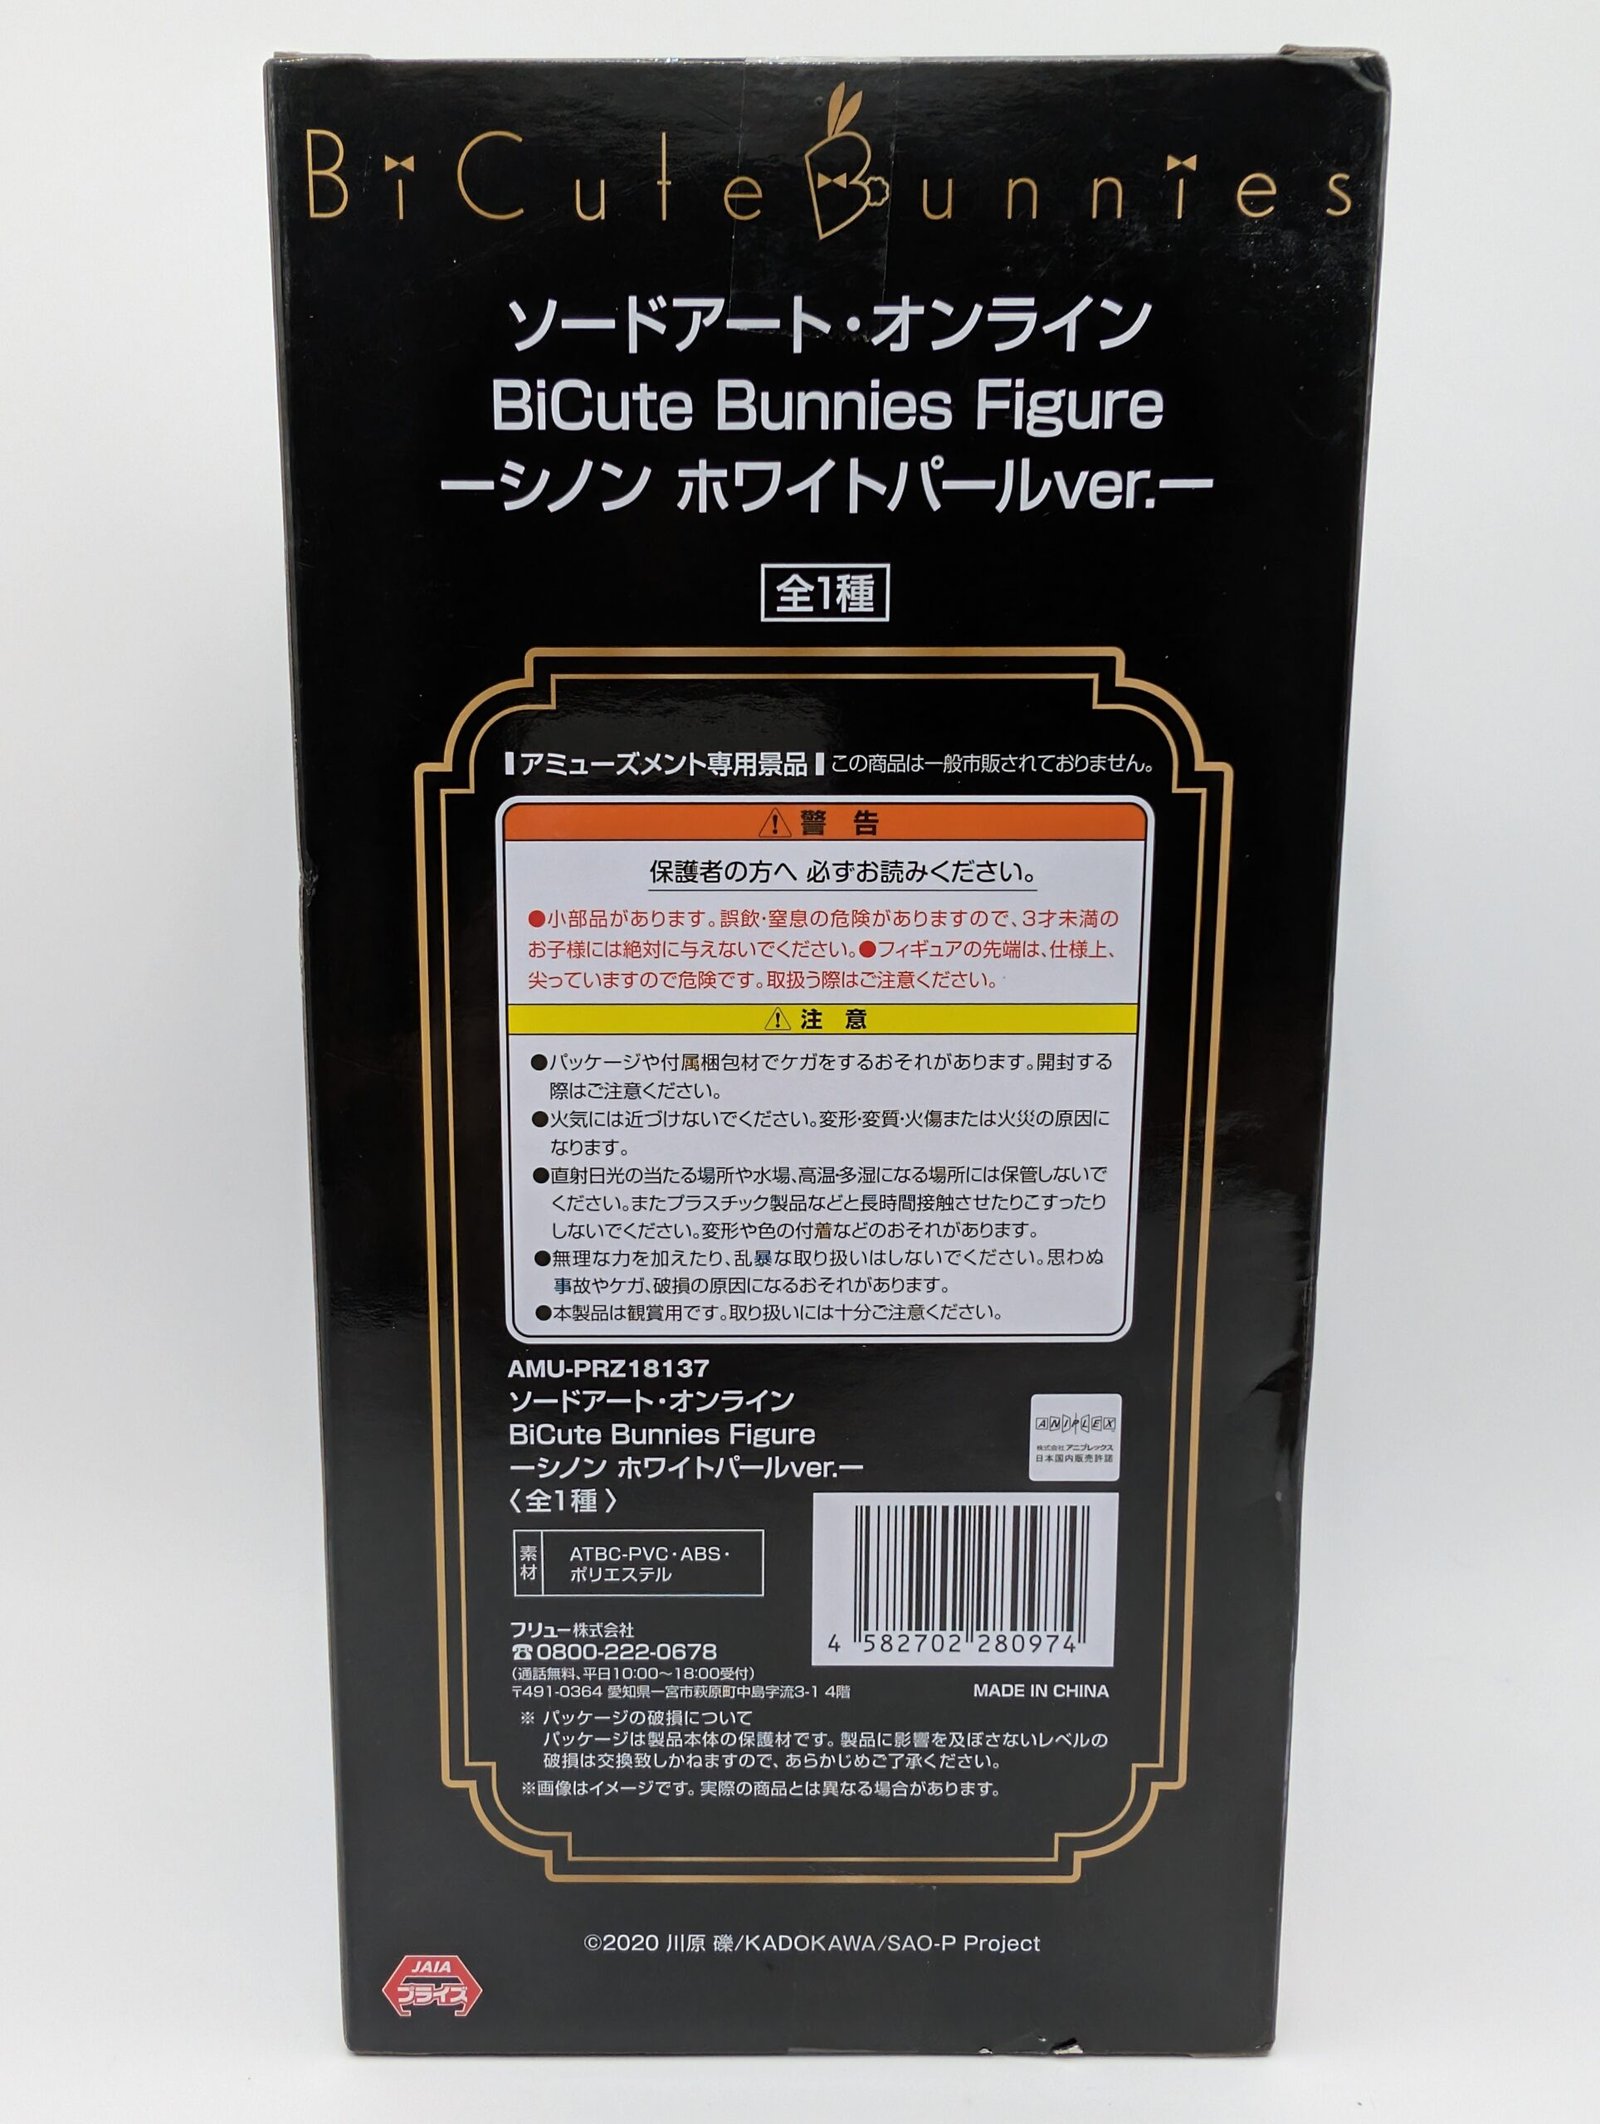 BiCute Bunnies
ソードアート・オンライン
BiCute Bunnies Figure
ーシノン ホワイトパールver.ー
全1種
アミューズメント専用景品 この商品は一般市販されておりません。
警 告
保護者の方へ 必ずお読みください。
●小部品があります。誤飲・窒息の危険がありますので、3才未満の
お子様には絶対に与えないでください。●フィギュアの先端は、仕様上、
尖っていますので危険です。取扱う際はご注意ください。
注 意
●パッケージや付属梱包材でケガをするおそれがあります。開封する
際はご注意ください。
●火気には近づけないでください。変形・変質・火傷または火災の原因に
なります。
●直射日光の当たる場所や水場、高温・多湿になる場所には保管しないで
ください。またプラスチック製品などと長時間接触させたりこすったり
しないでください。変形や色の付着などのおそれがあります。
●無理な力を加えたり、乱暴な取り扱いはしないでください。思わぬ
事故やケガ、破損の原因になるおそれがあります。
●本製品は観賞用です。取り扱いには十分ご注意ください。
AMU-PRZ18137
ソードアート・オンライン
BiCute Bunnies Figure
ーシノン ホワイトパールver.ー
〈全1種〉
ANIPLEX
株式会社アニプレックス
日本国内販売許諾
素材
ATBC-PVC・ABS・
ポリエステル
4 582702 280974
フリュー株式会社
☎0800-222-0678
(通話無料、平日10:00～18:00受付)
〒491-0364 愛知県一宮市萩原町中島字流3-1 4階
MADE IN CHINA
※ パッケージの破損について
パッケージは製品本体の保護材です。製品に影響を及ぼさないレベルの
破損は交換致しかねますので、あらかじめご了承ください。
※画像はイメージです。実際の商品とは異なる場合があります。
©2020 川原 礫/KADOKAWA/SAO-P Project
JAIA
プライズ